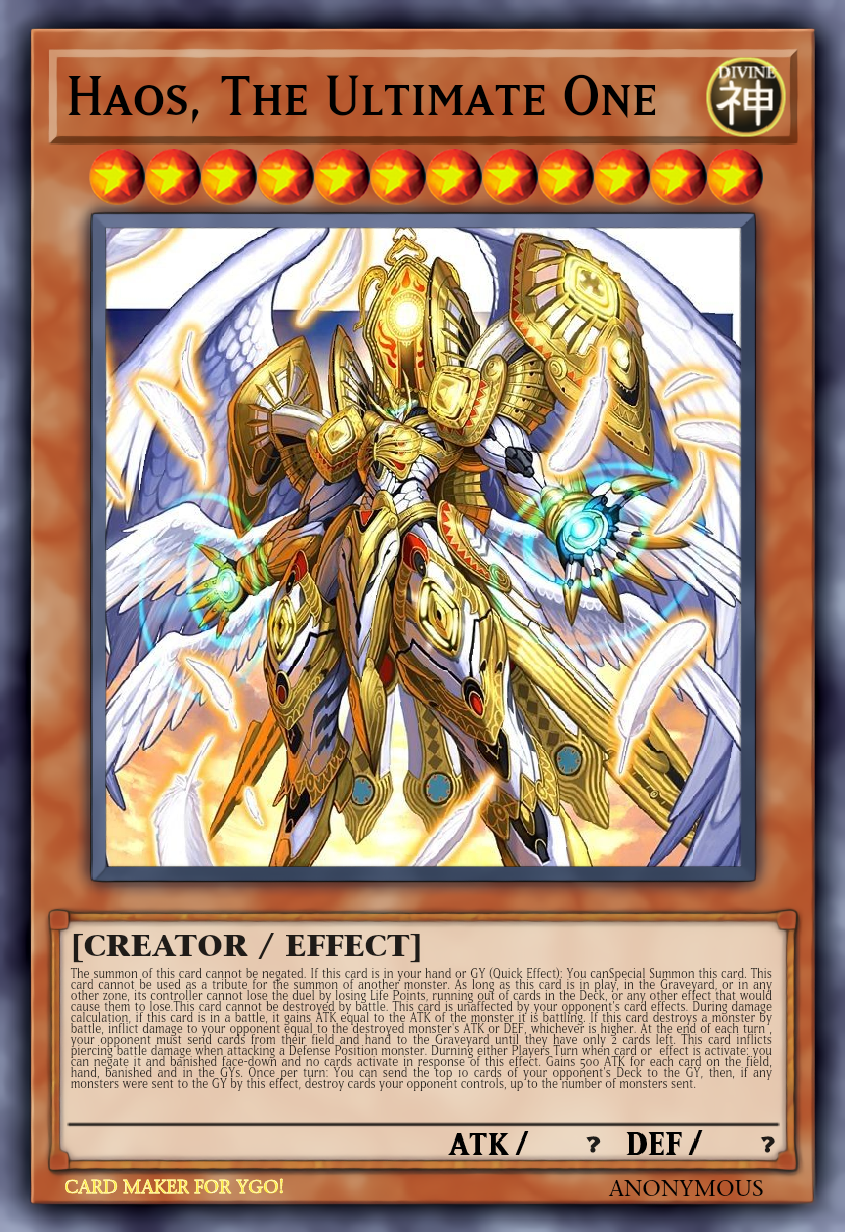 Haos, The Ultimate One
DIVINE
神
[CREATOR / EFFECT]
The summon of this card cannot be negated. If this card is in your hand or GY (Quick Effect): You canSpecial Summon this card. This
card cannot be used as a tribute for the summon of another monster. As long as this card is in play, in the Graveyard, or in any
other zone, its controller cannot lose the duel by losing Life Points, running out of cards in the Deck, or any other effect that would
cause them to lose.This card cannot be destroyed by battle. This card is unaffected by your opponent's card effects. During damage
calculation, if this card is in a battle, it gains ATK equal to the ATK of the monster it is battling. If this card destroys a monster by
battle, inflict damage to your opponent equal to the destroyed monster's ATK or DEF, whichever is higher. At the end of each turn ,
your opponent must send cards from their field and hand to the Graveyard until they have only 2 cards left. This card inflicts
piercing battle damage when attacking a Defense Position monster. Durning either Players Turn when card or effect is activate: you
can negate it and banished face-down and no cards activate in response of this effect. Gains 500 ATK for each card on the field,
hand, banished and in the GYs. Once per turn: You can send the top 10 cards of your opponent's Deck to the GY, then, if any
monsters were sent to the GY by this effect, destroy cards your opponent controls, up to the number of monsters sent.
ATK / ? DEF / ?
CARD MAKER FOR YGO! ANONYMOUS